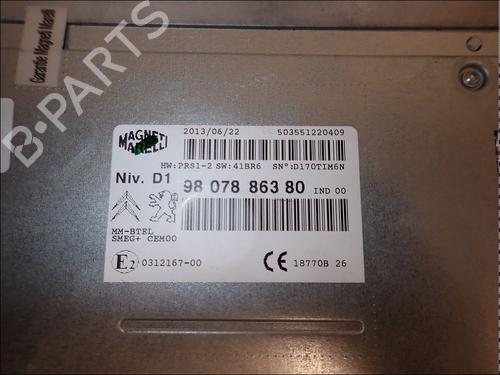 Garantie Magneti Marelli
B-PARTS
MAGNETI MARELLI
2013/06/22 503551220409
HW:PRS1-2 SW:41BR6 SN°:D170TIM6N
Niv. D1 98 078 863 80 IND 00
MM-BTEL
SMEG+ CEM00
E2 0312167-00 CE 18770B 26